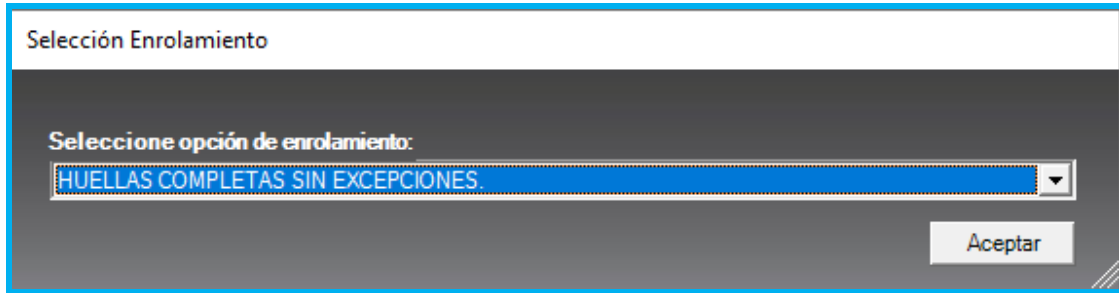 Selección Enrolamiento
Seleccione opción de enrolamiento:
HUELLAS COMPLETAS SIN EXCEPCIONES.
Aceptar